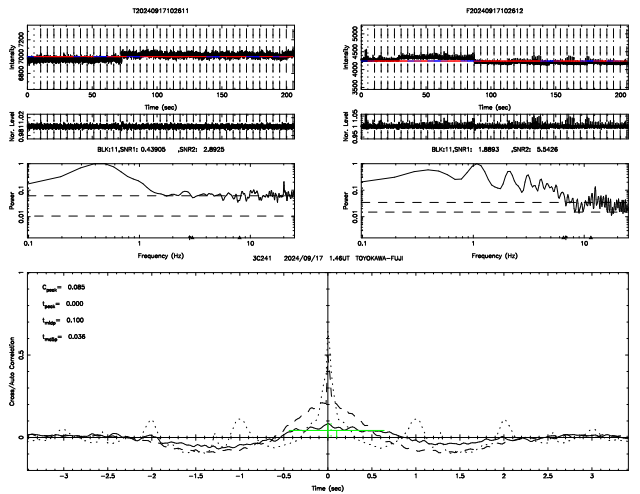 T20240917102611
F20240917102612
Intensity
6800 7000 7200
0 50 100 150 200
Time (sec)
Intensity
3500 4000 4500 5000
0 50 100 150 200
Time (sec)
Nor. Level
0.98 1 1.02
BLK:11,SNR1: 0.43905 ,SNR2: 2.8925
Nor. Level
0.95 1 1.05
BLK:11,SNR1: 1.8893 ,SNR2: 5.5426
Power
0.01 0.1 1
0.1 1 10
Frequency (Hz)
Power
0.01 0.1 1
0.1 1 10
Frequency (Hz)
3C241 2024/09/17 1.46UT TOYOKAWA-FUJI
Cross/Auto Correlation
0 0.5 1
Cpeak= 0.085
tpeak= 0.000
tmidp= 0.100
−3 −2.5 −2 −1.5 −1 −0.5 0 0.5 1 1.5 2 2.5 3
Time (sec)